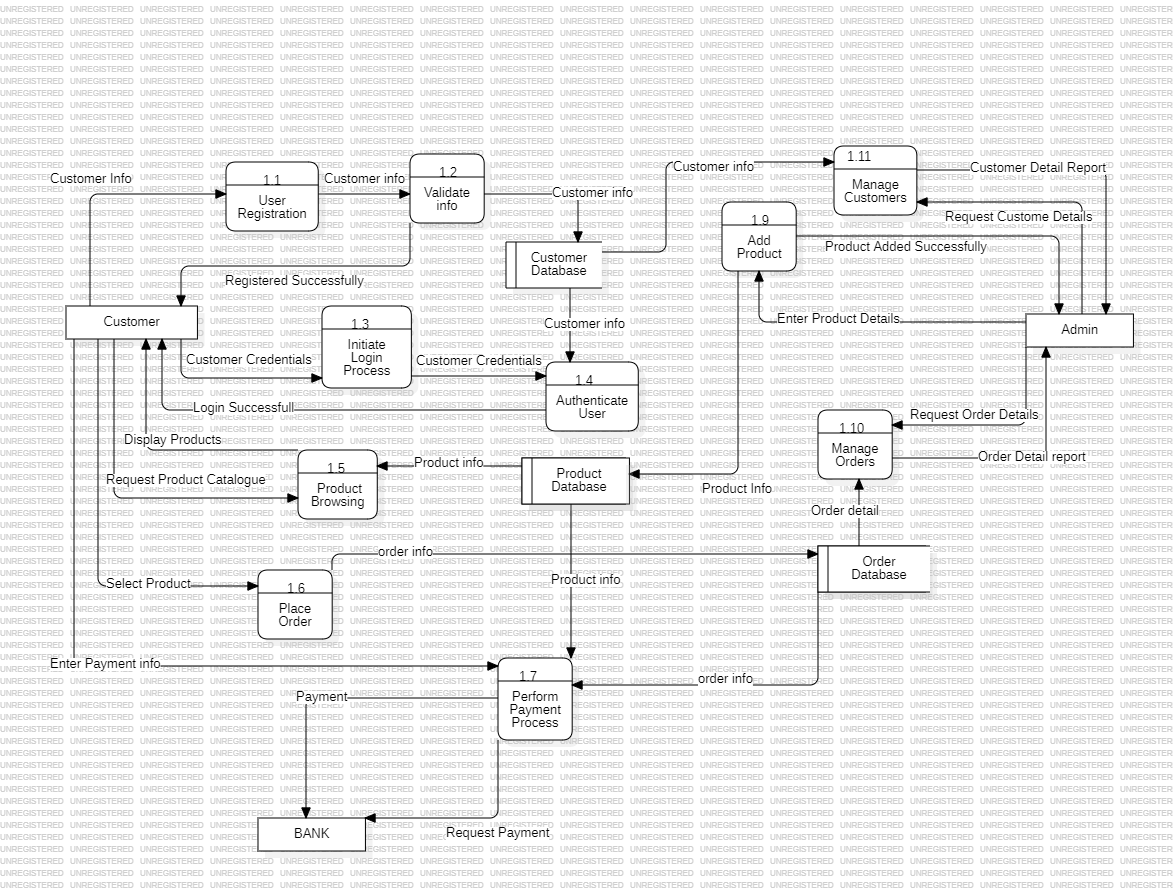 Customer Info
1.1
User
Registration
Customer info
1.2
Validate
info
Customer info
Customer info
1.11
Manage
Customers
Customer Detail Report
Request Custome Details
1.9
Add
Product
Product Added Successfully
Customer
Database
Registered Successfully
Customer
1.3
Initiate
Login
Process
Customer info
Enter Product Details
Admin
Customer Credentials
Customer Credentials
1.4
Authenticate
User
Login Successfull
Request Order Details
1.10
Manage
Orders
Order Detail report
Display Products
Request Product Catalogue
1.5
Product
Browsing
Product info
Product
Database
Product Info
Order detail
order info
Order
Database
Select Product
1.6
Place
Order
Product info
Enter Payment info
1.7
Perform
Payment
Process
order info
Payment
BANK
Request Payment
UNREGISTERED